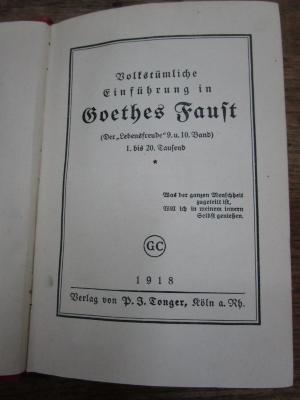 Volkstümliche
Einführung in
Goethes Faust
(Der „Lebensfreude" 9. u. 10. Band)
1. bis 20. Tausend
*
Was der ganzen Menschheit
zugeteilt ist,
Will ich in meinem innern
Selbst genießen.
GC
1918
Verlag von P. J. Tonger, Köln a. Rh.